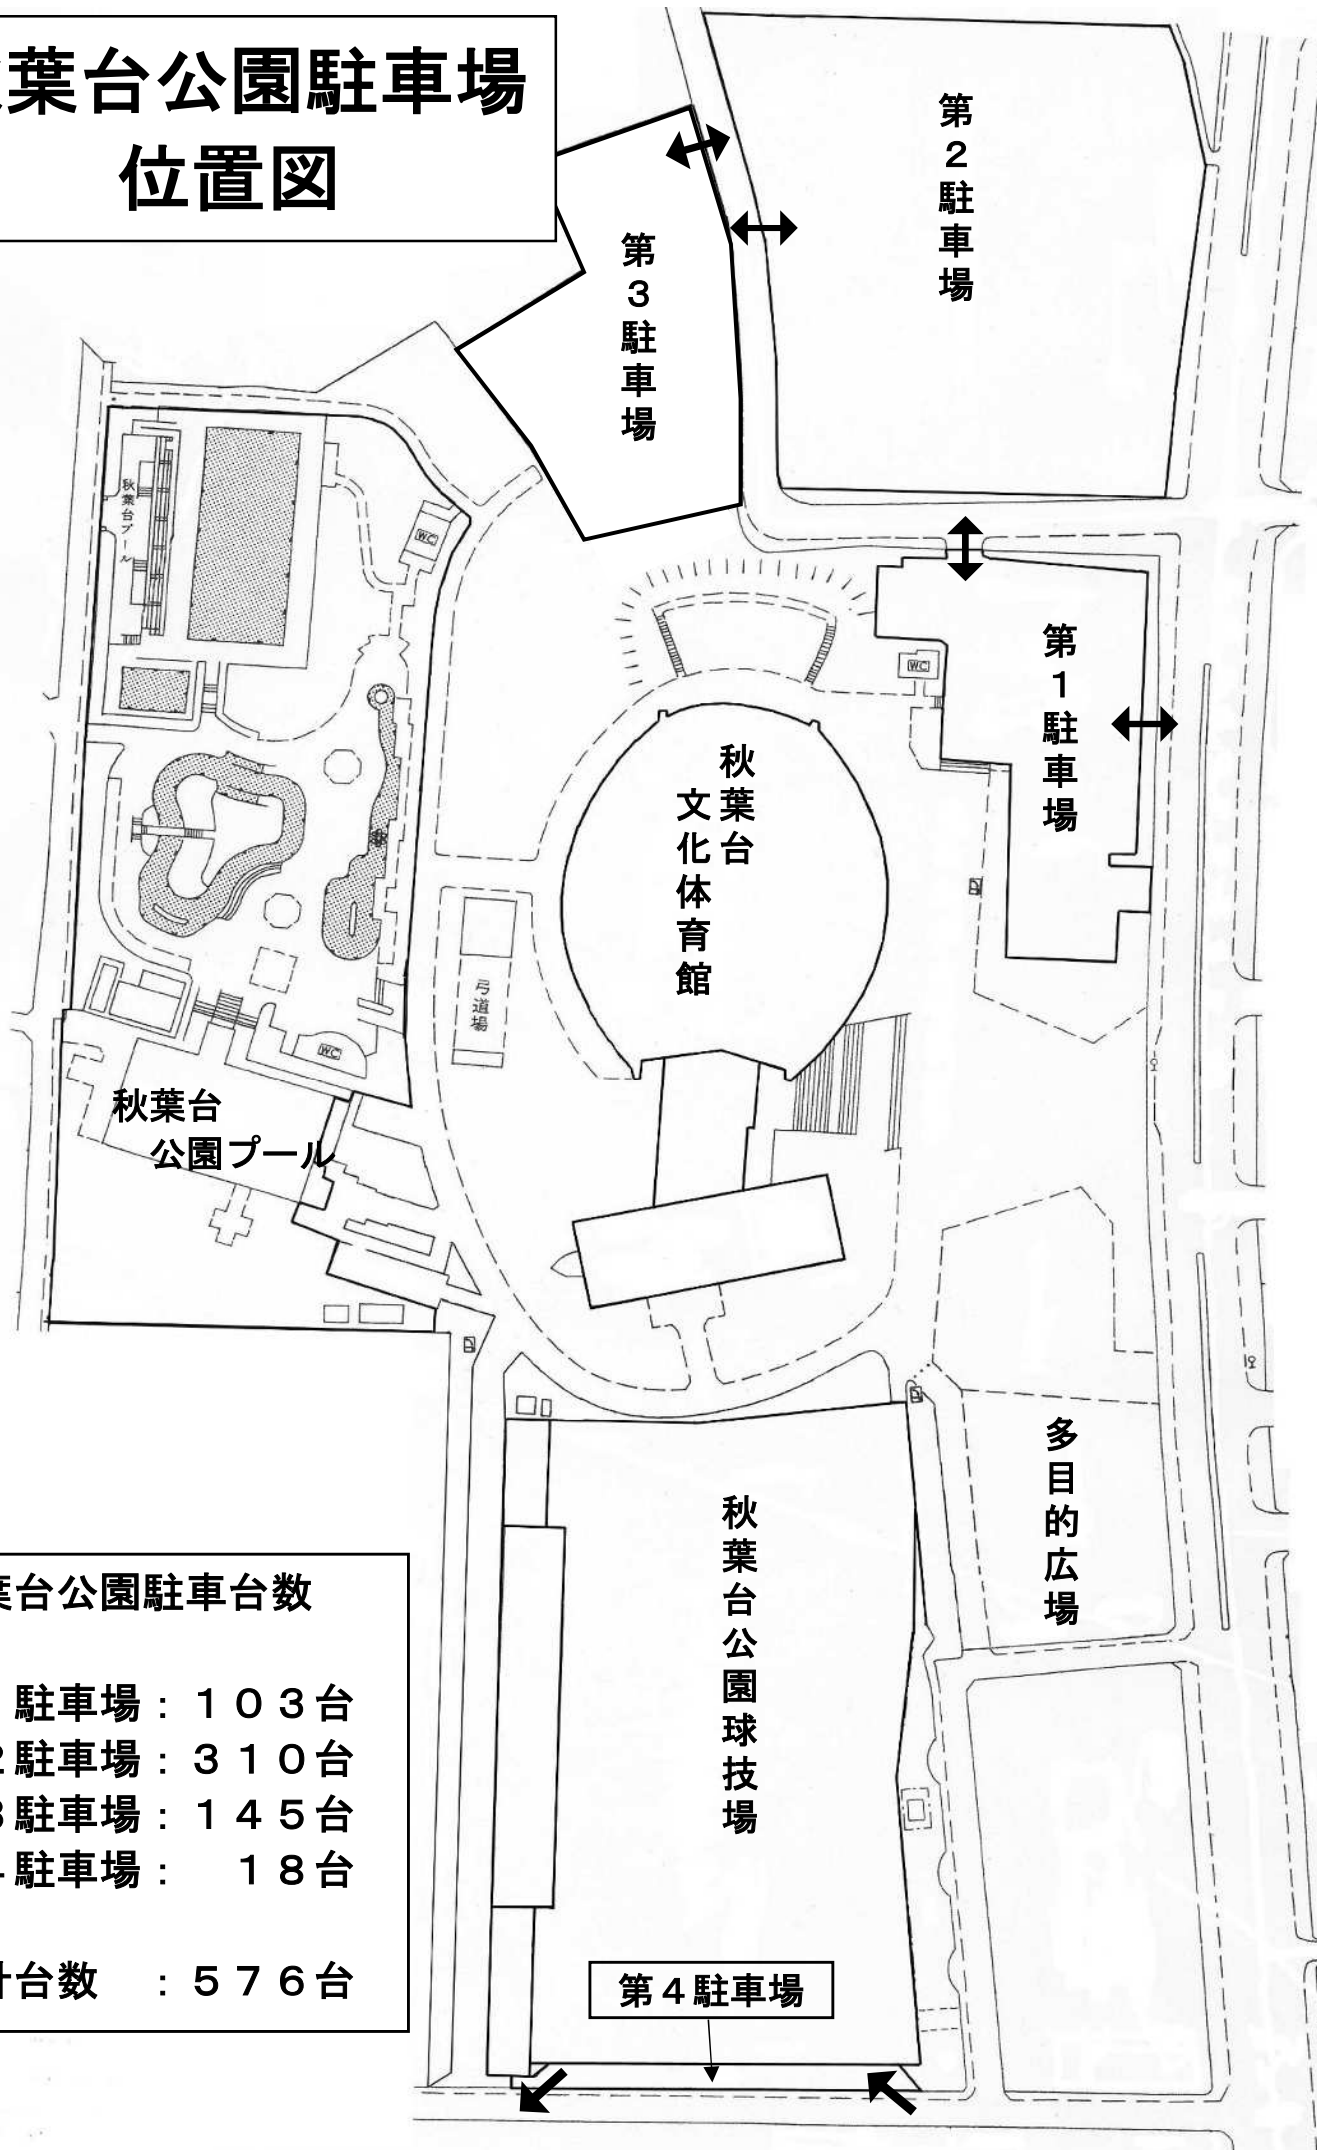 葉台公園駐車場
位置図
第2駐車場
第3駐車場
秋葉台プール
WC
第1駐車場
WC
秋葉台
文化体育館
弓道場
WC
秋葉台
公園プール
多目的広場
秋葉台公園球技場
葉台公園駐車台数
駐車場：１０３台
2駐車場：３１０台
3駐車場：１４５台
駐車場：　１８台
計台数　：５７６台
第４駐車場